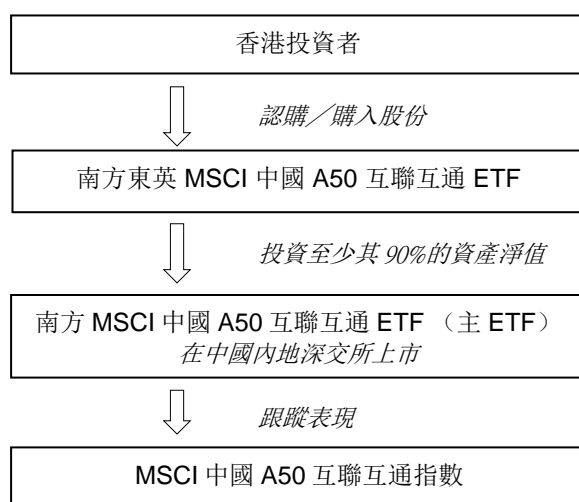 香港投資者
認購／購入股份
南方東英 MSCI 中國 A50 互聯互通 ETF
投資至少其 90%的資產淨值
南方 MSCI 中國 A50 互聯互通 ETF （主 ETF）
在中國內地深交所上市
跟蹤表現
MSCI 中國 A50 互聯互通指數